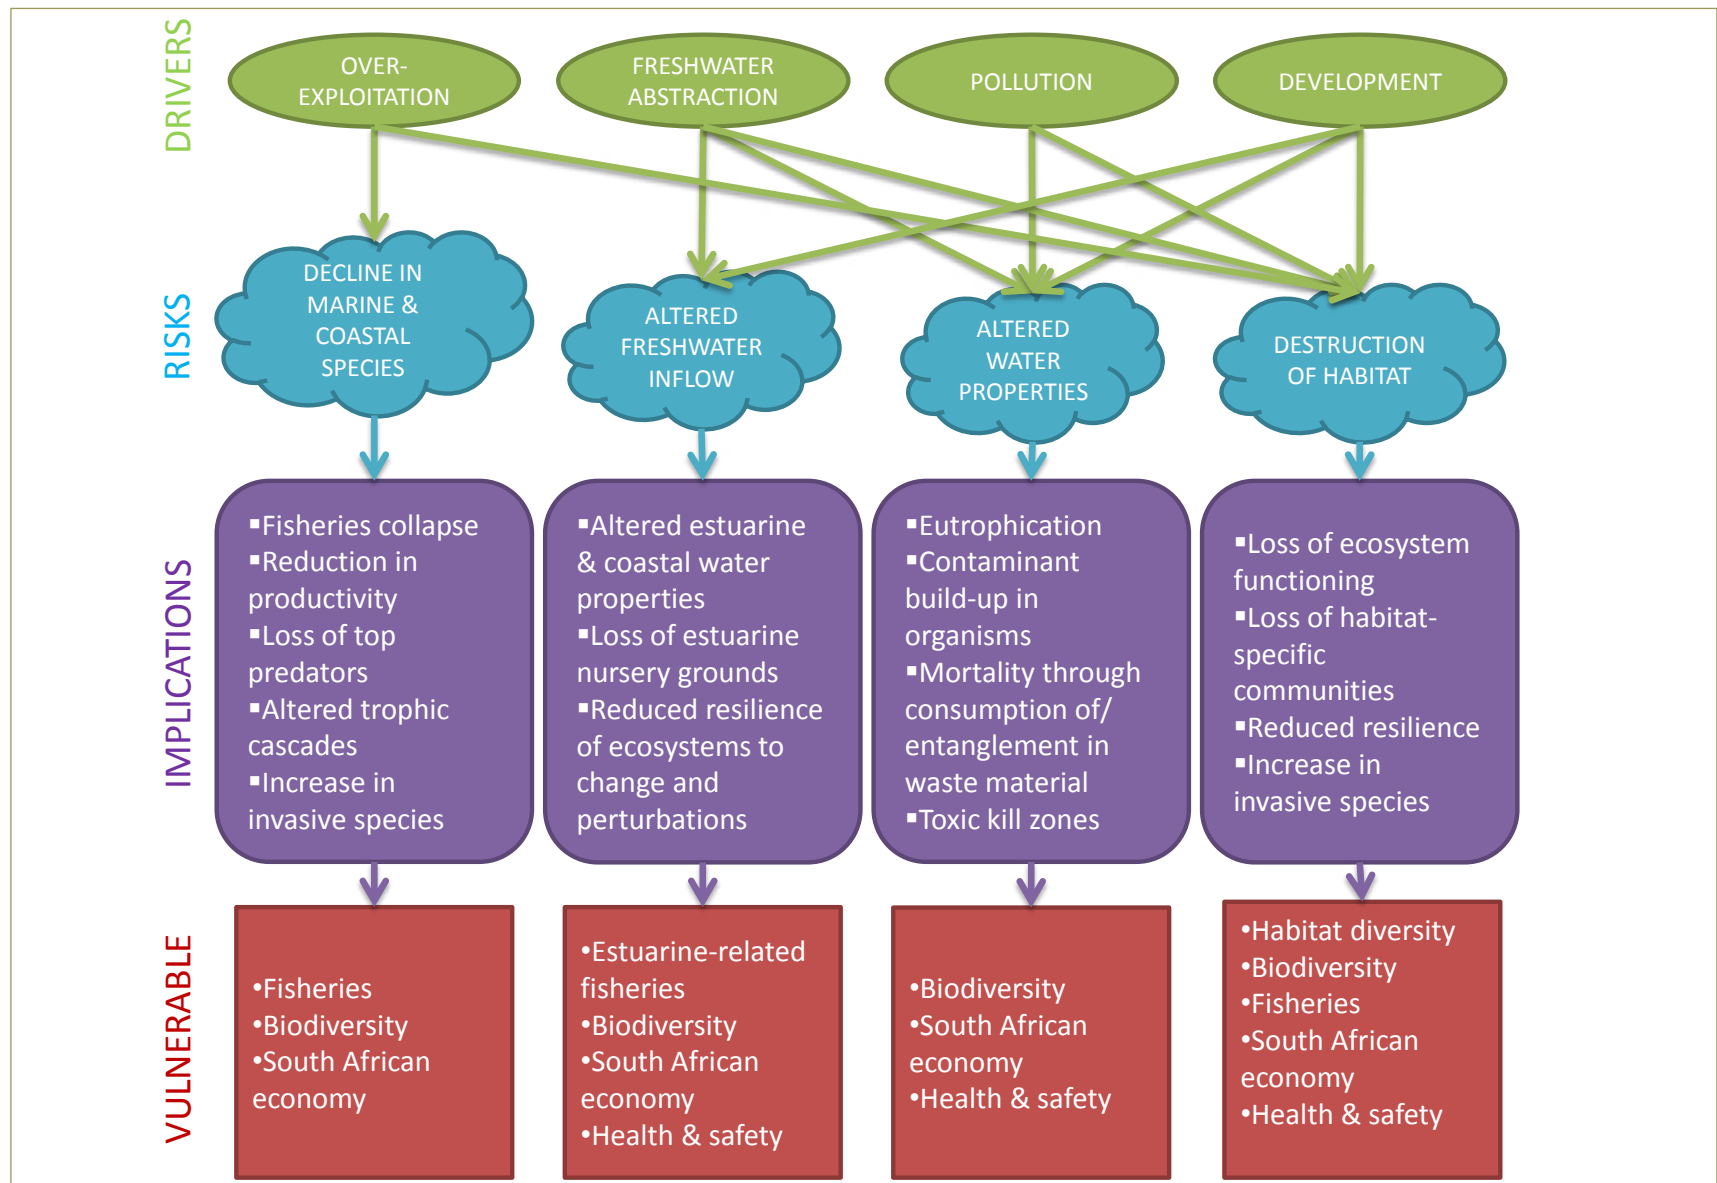 DRIVERS
OVER-
EXPLOITATION
FRESHWATER
ABSTRACTION
POLLUTION
DEVELOPMENT
RISKS
DECLINE IN
MARINE &
COASTAL
SPECIES
ALTERED
FRESHWATER
INFLOW
ALTERED
WATER
PROPERTIES
DESTRUCTION
OF HABITAT
IMPLICATIONS
▪Fisheries collapse
▪Reduction in
productivity
▪Loss of top
predators
▪Altered trophic
cascades
▪Increase in
invasive species
▪Altered estuarine
& coastal water
properties
▪Loss of estuarine
nursery grounds
▪Reduced resilience
of ecosystems to
change and
perturbations
▪Eutrophication
▪Contaminant
build-up in
organisms
▪Mortality through
consumption of/
entanglement in
waste material
▪Toxic kill zones
▪Loss of ecosystem
functioning
▪Loss of habitat-
specific
communities
▪Reduced resilience
▪Increase in
invasive species
VULNERABLE
•Fisheries
•Biodiversity
•South African
economy
•Estuarine-related
fisheries
•Biodiversity
•South African
economy
•Health & safety
•Biodiversity
•South African
economy
•Health & safety
•Habitat diversity
•Biodiversity
•Fisheries
•South African
economy
•Health & safety